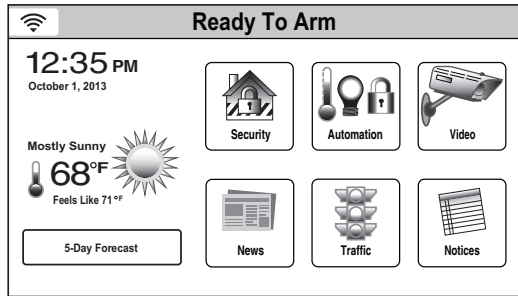 Ready To Arm
12:35 PM
October 1, 2013
Mostly Sunny
68°F
Feels Like 71°F
5-Day Forecast
Security
Automation
Video
News
Traffic
Notices